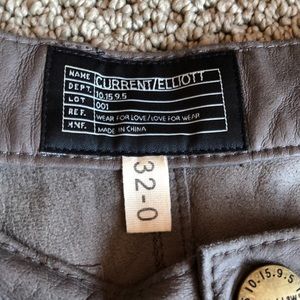 NAME CURRENT/ELLIOTT
DEPT. 10.15 9.5
LOT 001
REF. WEAR FOR LOVE/LOVE FOR WEAR
MNF. MADE IN CHINA
32-0
10.15.9.5